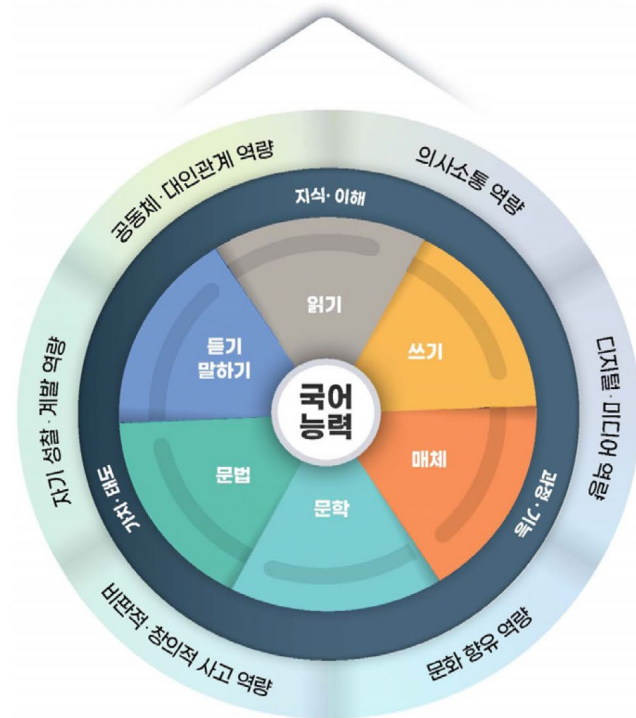 공동체·대인관계 역량
의사소통 역량
지식·이해
읽기
듣기
말하기
쓰기
자기 성찰·계발 역량
디지털·미디어 역량
국어
능력
문법
매체
문학
가치·태도
과정·기능
비판적·창의적 사고 역량
문화 향유 역량